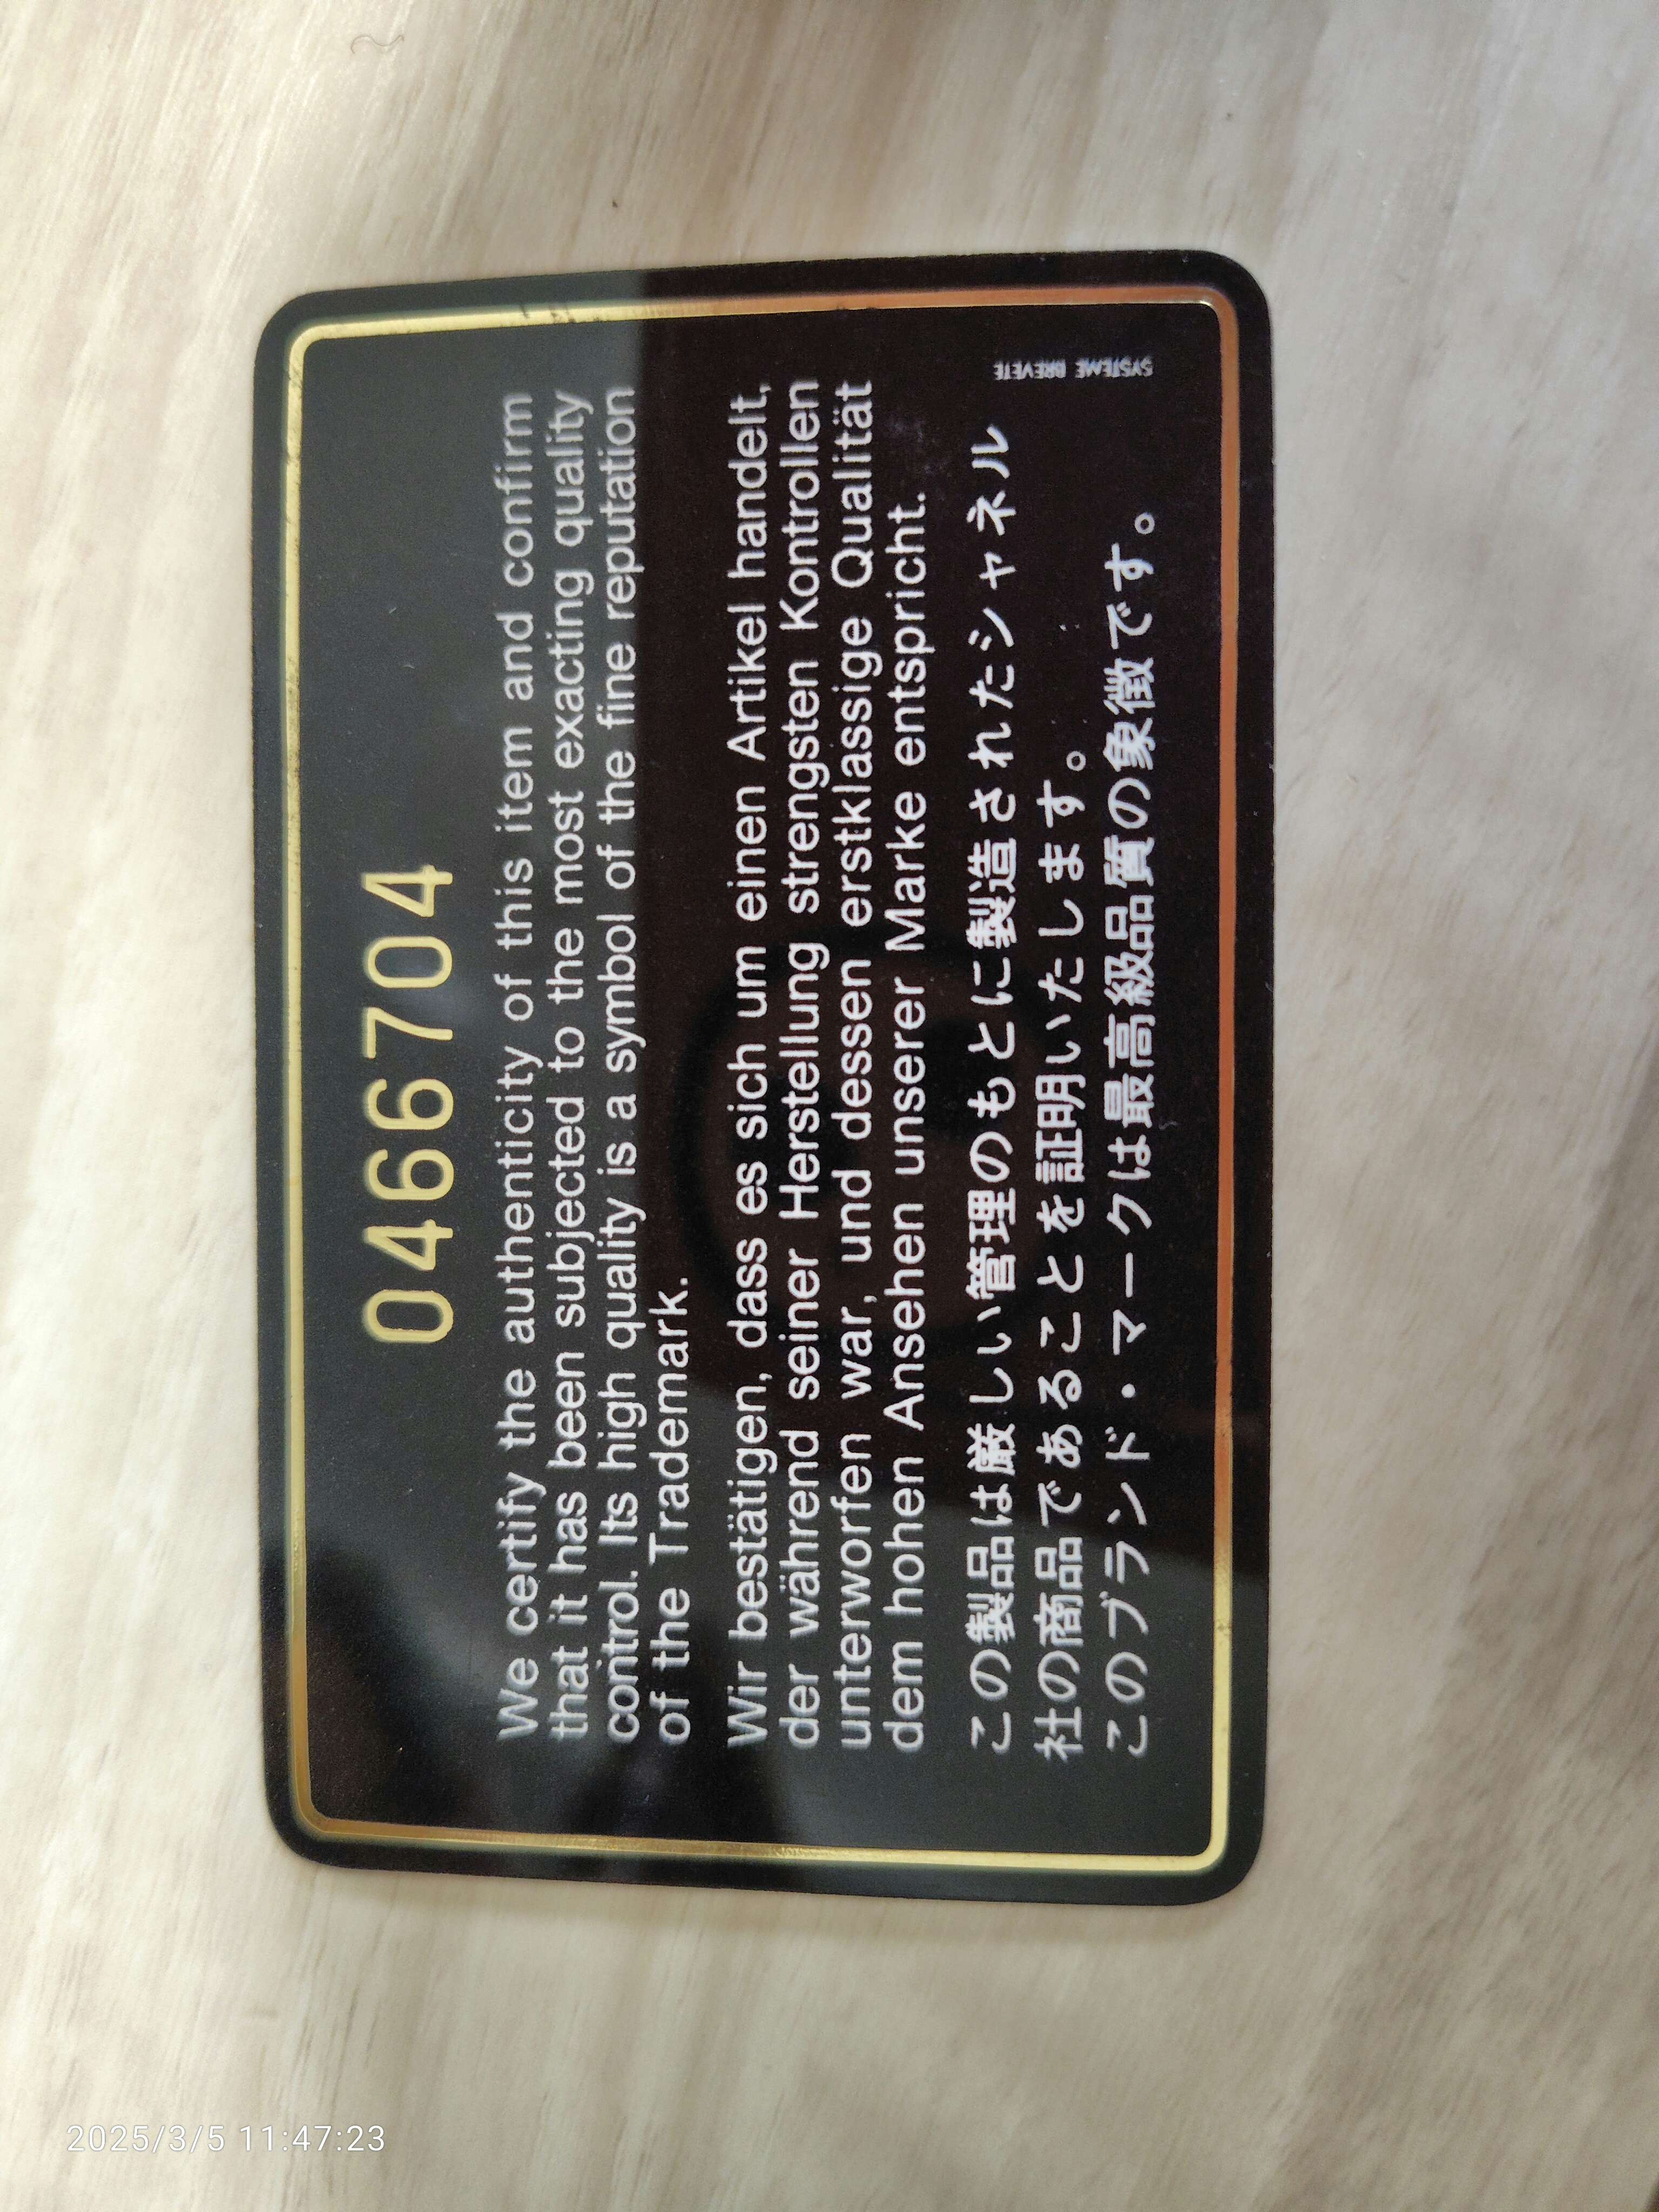 0466704
We certify the authenticity of this item and confirm
that it has been subjected to the most exacting quality
control. Its high quality is a symbol of the fine reputation
of the Trademark.
Wir bestätigen, dass es sich um einen Artikel handelt,
der während seiner Herstellung strengsten Kontrollen
unterworfen war, und dessen erstklassige Qualität
dem hohen Ansehen unserer Marke entspricht.
この製品は厳しい管理のもとに製造されたシャネル
社の商品であることを証明いたします。
このブランド・マークは最高級品質の象徴です。
SYSTEME BREVETE
2025/3/5 11:47:23